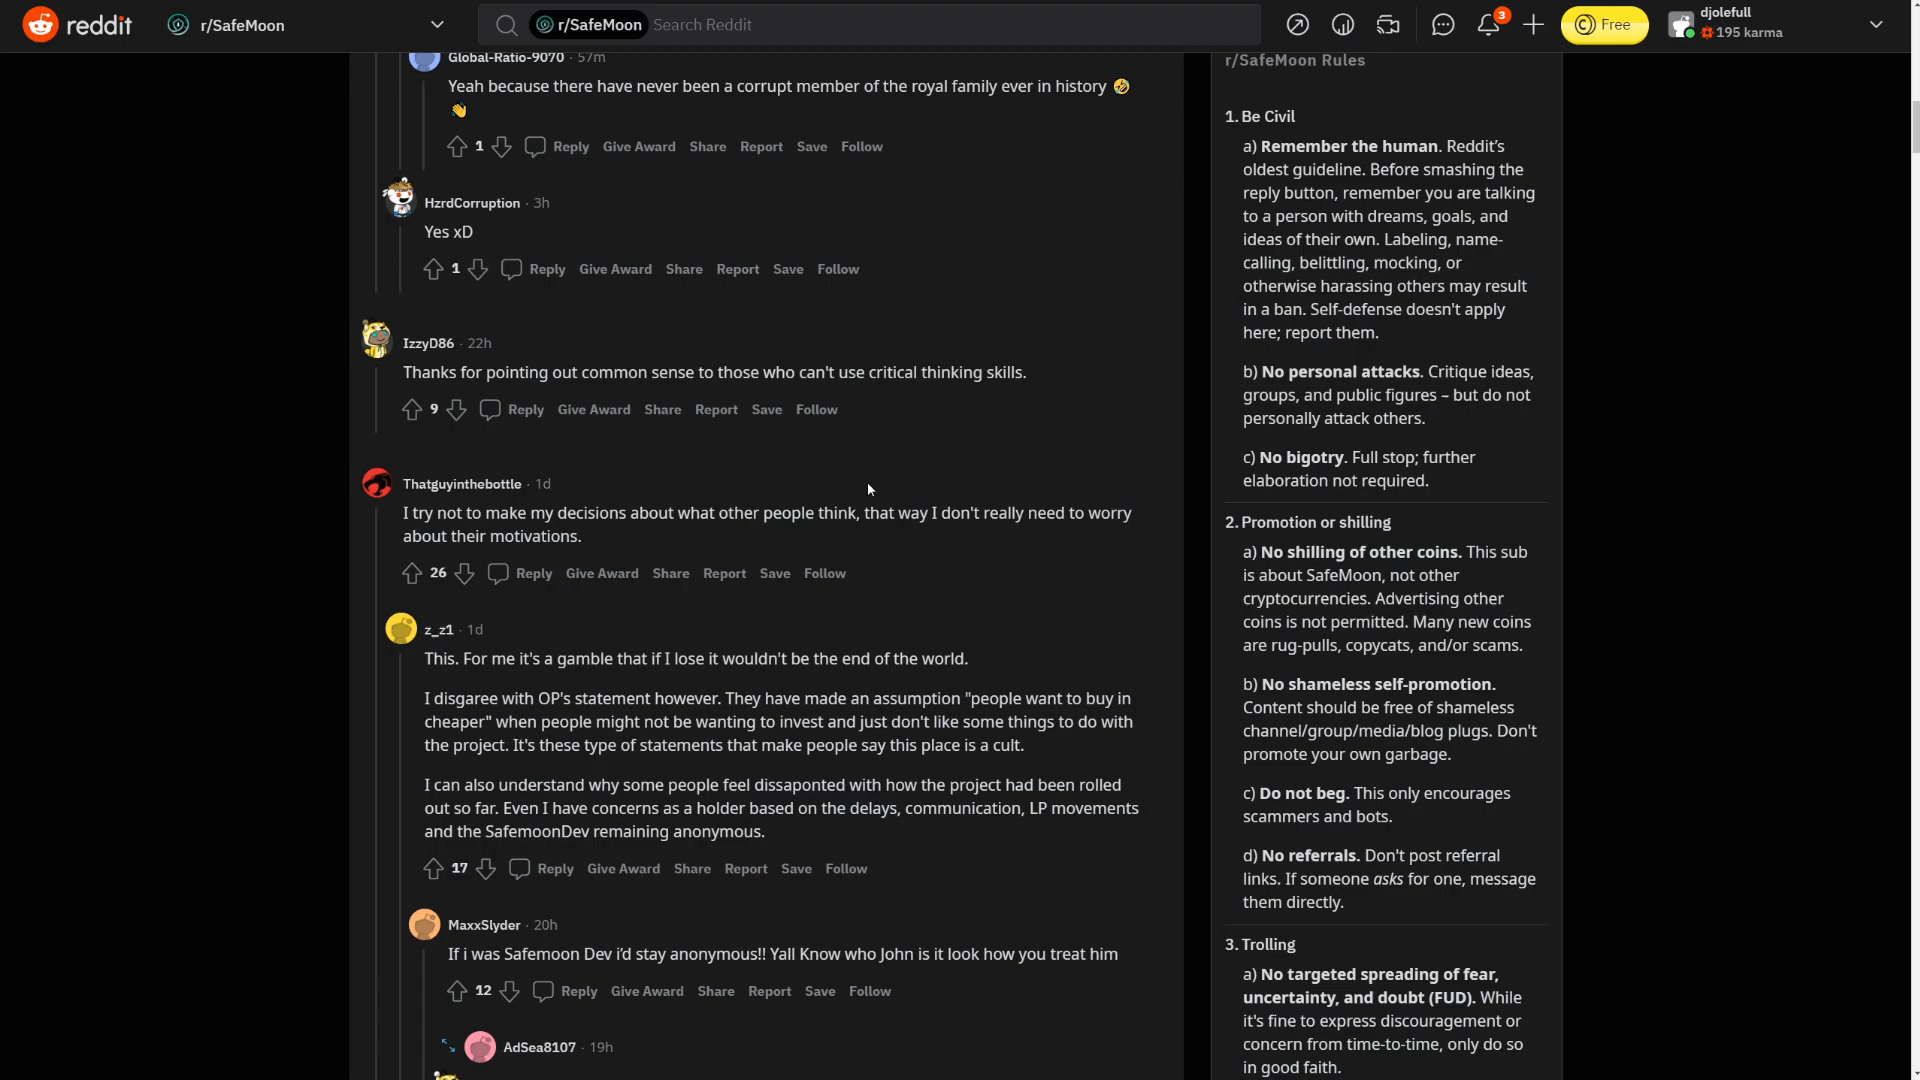 reddit
r/SafeMoon
r/SafeMoon Search Reddit
3
Free
djolefull
195 karma
Global-Ratio-9070 · 57m
Yeah because there have never been a corrupt member of the royal family ever in history 🤣
👋
1 Reply Give Award Share Report Save Follow
HzrdCorruption · 3h
Yes xD
1 Reply Give Award Share Report Save Follow
IzzyD86 · 22h
Thanks for pointing out common sense to those who can't use critical thinking skills.
9 Reply Give Award Share Report Save Follow
Thatguyinthebottle · 1d
I try not to make my decisions about what other people think, that way I don't really need to worry
about their motivations.
26 Reply Give Award Share Report Save Follow
z_z1 · 1d
This. For me it's a gamble that if I lose it wouldn't be the end of the world.
I disgaree with OP's statement however. They have made an assumption "people want to buy in
cheaper" when people might not be wanting to invest and just don't like some things to do with
the project. It's these type of statements that make people say this place is a cult.
I can also understand why some people feel dissaponted with how the project had been rolled
out so far. Even I have concerns as a holder based on the delays, communication, LP movements
and the SafemoonDev remaining anonymous.
17 Reply Give Award Share Report Save Follow
MaxxSlyder · 20h
If i was Safemoon Dev i'd stay anonymous!! Yall Know who John is it look how you treat him
12 Reply Give Award Share Report Save Follow
AdSea8107 · 19h
r/SafeMoon Rules
1. Be Civil
a) Remember the human. Reddit's
oldest guideline. Before smashing the
reply button, remember you are talking
to a person with dreams, goals, and
ideas of their own. Labeling, name-
calling, belittling, mocking, or
otherwise harassing others may result
in a ban. Self-defense doesn't apply
here; report them.
b) No personal attacks. Critique ideas,
groups, and public figures – but do not
personally attack others.
c) No bigotry. Full stop; further
elaboration not required.
2. Promotion or shilling
a) No shilling of other coins. This sub
is about SafeMoon, not other
cryptocurrencies. Advertising other
coins is not permitted. Many new coins
are rug-pulls, copycats, and/or scams.
b) No shameless self-promotion.
Content should be free of shameless
channel/group/media/blog plugs. Don't
promote your own garbage.
c) Do not beg. This only encourages
scammers and bots.
d) No referrals. Don't post referral
links. If someone asks for one, message
them directly.
3. Trolling
a) No targeted spreading of fear,
uncertainty, and doubt (FUD). While
it's fine to express discouragement or
concern from time-to-time, only do so
in good faith.